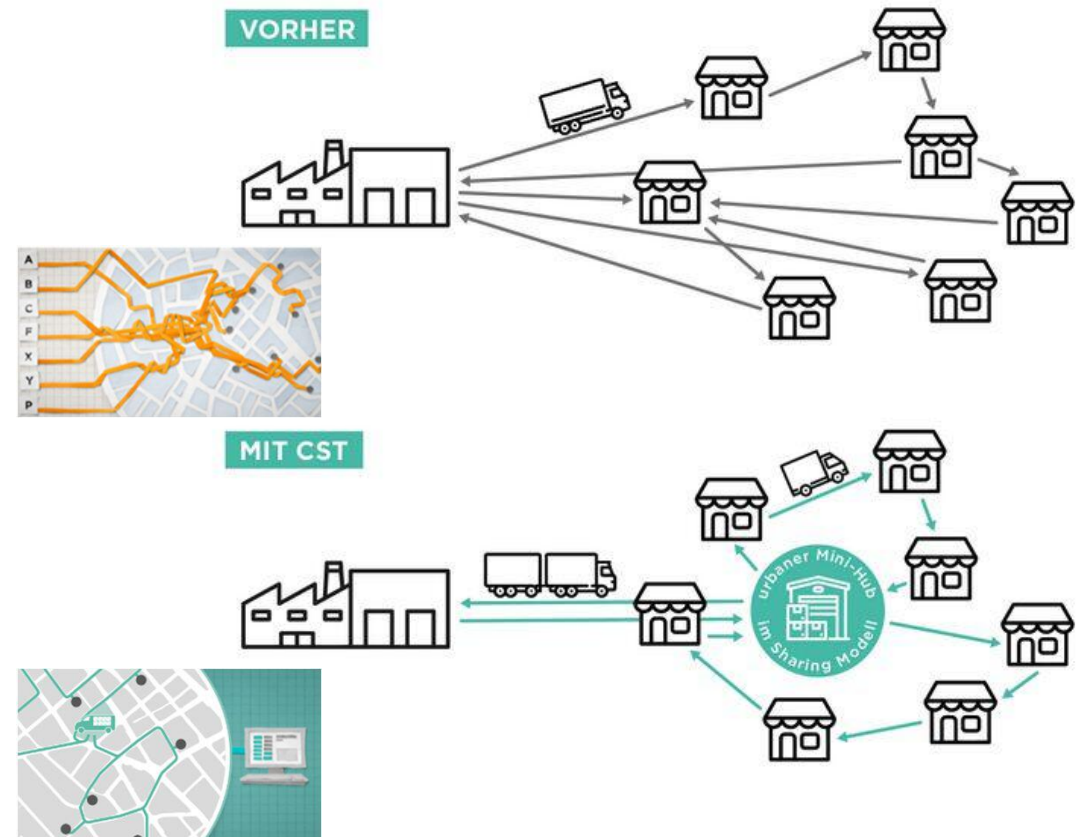 VORHER
A
B
C
F
X
Y
P
MIT CST
urbaner Mini-Hub
im Sharing Modell